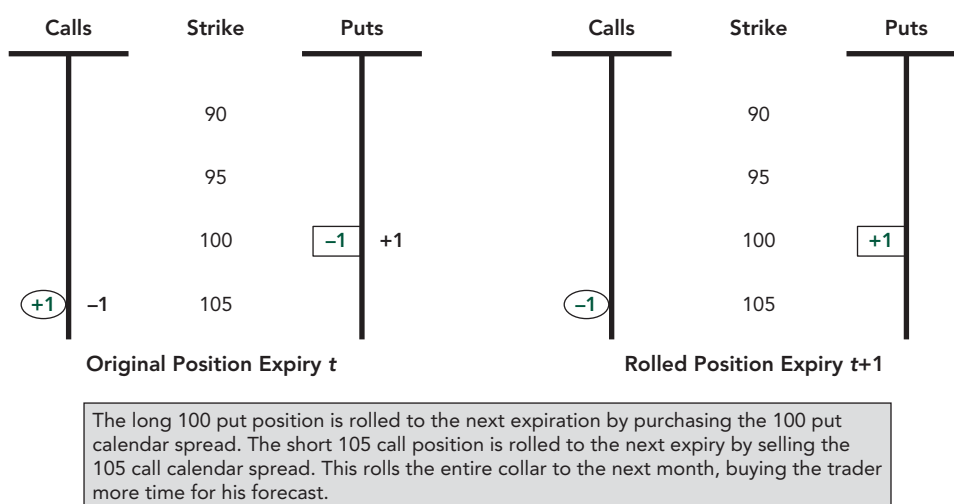 Calls Strike Puts Calls Strike Puts
90 90
95 95
100 –1 +1 100 +1
+1 –1 105 –1 105
Original Position Expiry t Rolled Position Expiry t+1
The long 100 put position is rolled to the next expiration by purchasing the 100 put
calendar spread. The short 105 call position is rolled to the next expiry by selling the
105 call calendar spread. This rolls the entire collar to the next month, buying the trader
more time for his forecast.